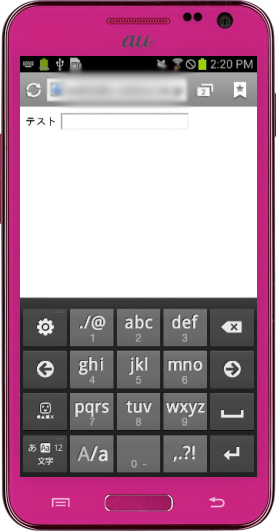 au
2:20 PM
2
テスト
./@
1
abc
2
def
3
ghi
4
jkl
5
mno
6
pqrs
7
tuv
8
wxyz
9
あ Aa 12
文字
A/a
0 -
,.?!